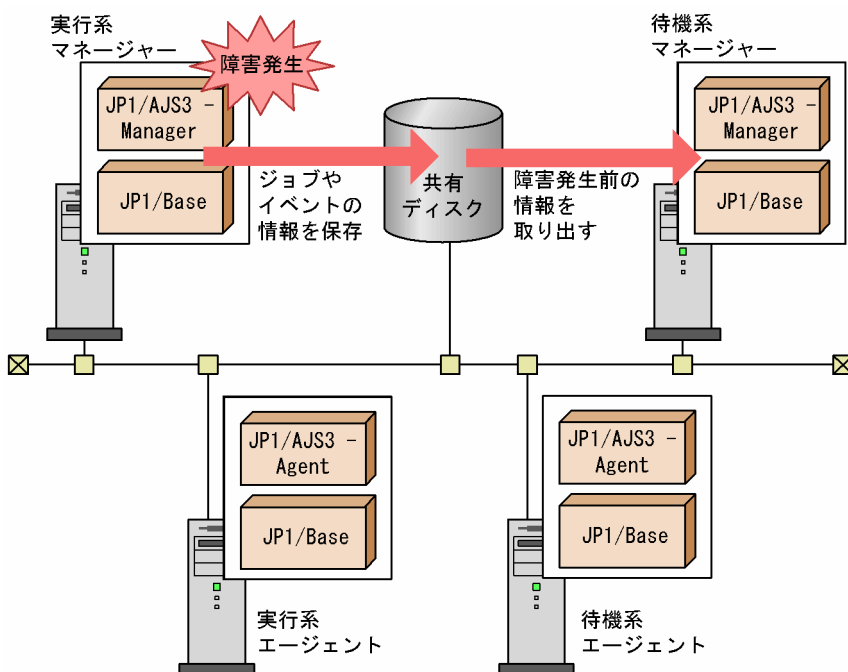 実行系
マネージャー
障害発生
待機系
マネージャー
JP1/AJS3 -
Manager
JP1/Base
ジョブや
イベントの
情報を保存
共有
ディスク
障害発生前の
情報を
取り出す
JP1/AJS3 -
Manager
JP1/Base
JP1/AJS3 -
Agent
JP1/Base
実行系
エージェント
JP1/AJS3 -
Agent
JP1/Base
待機系
エージェント